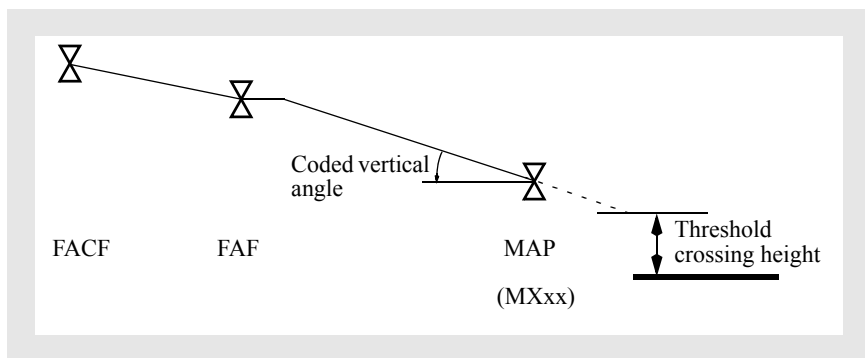 Coded vertical
angle
Threshold
crossing height
FACF
FAF
MAP
(MXxx)